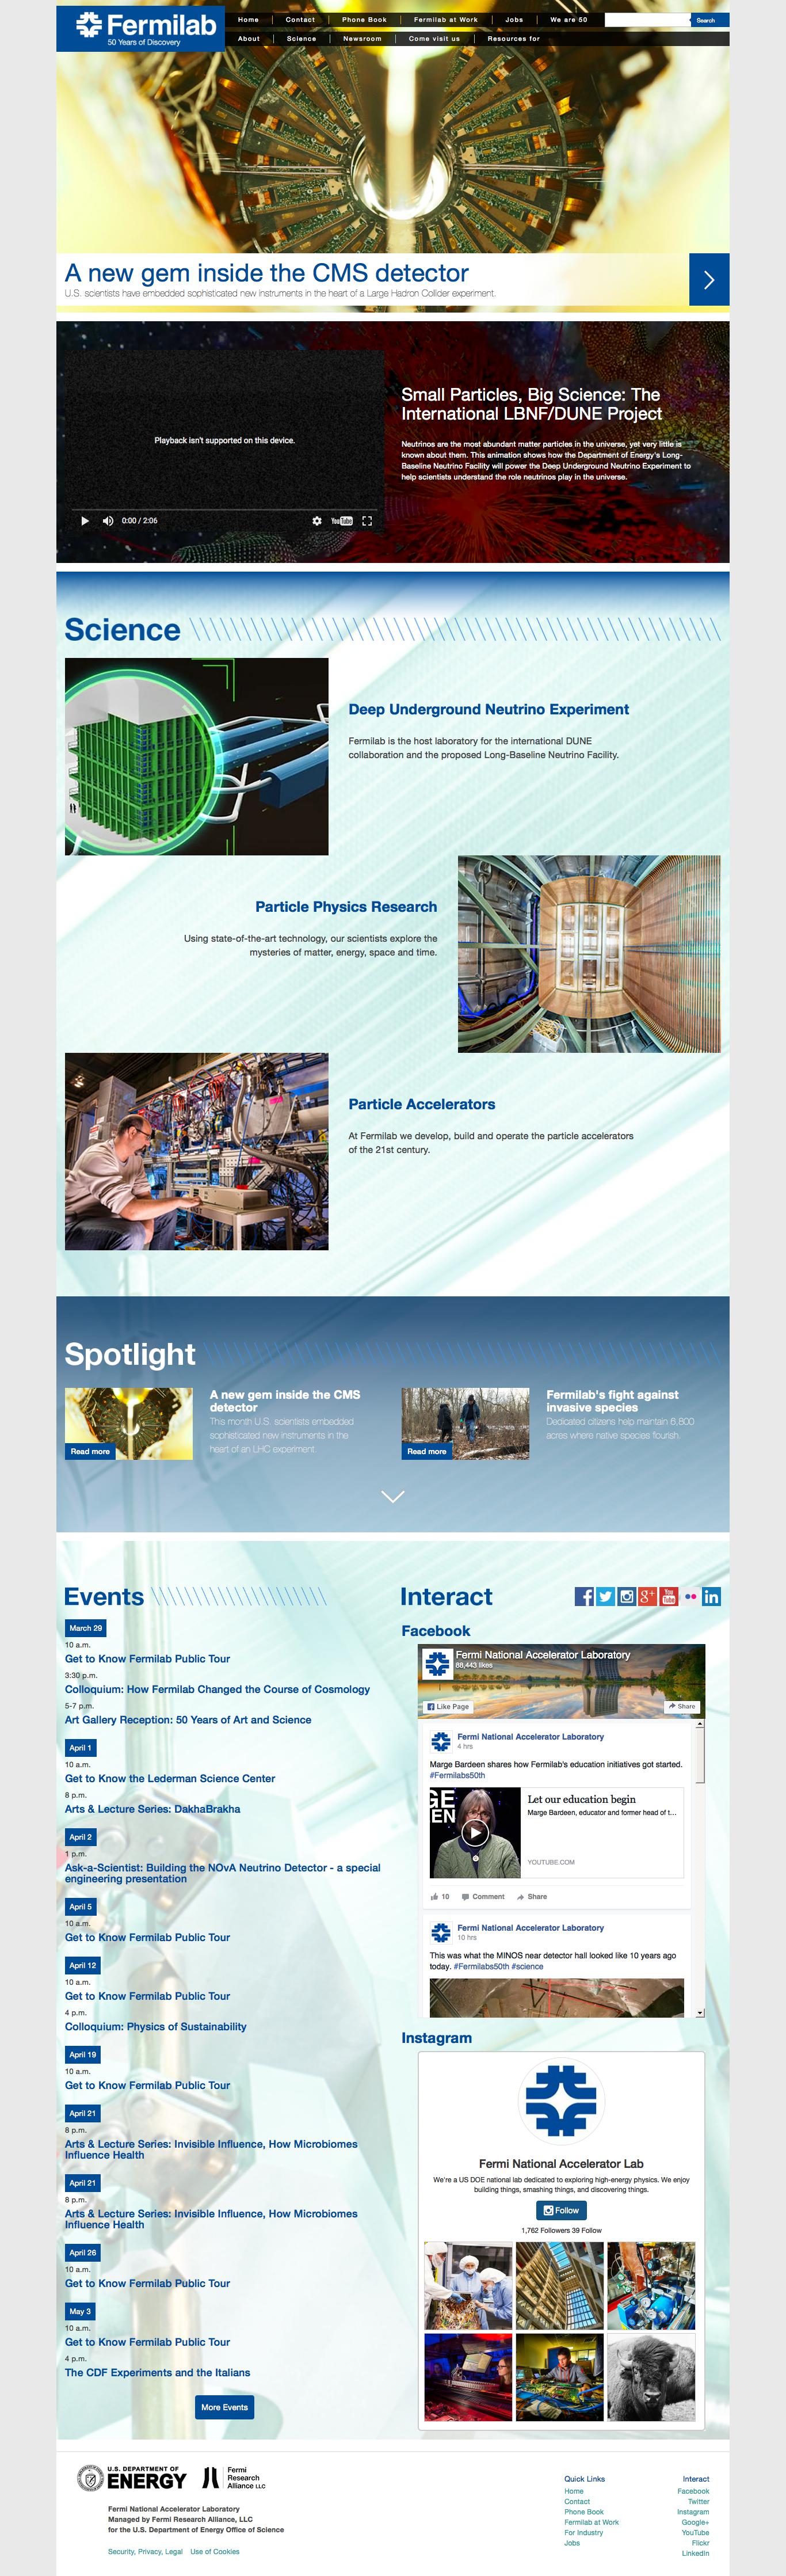 Fermilab
50 Years of Discovery
Home
Contact
Phone Book
Fermilab at Work
Jobs
We are 50
Search
About
Science
Newsroom
Come visit us
Resources for
A new gem inside the CMS detector
U.S. scientists have embedded sophisticated new instruments in the heart of a Large Hadron Collider experiment.
Playback isn't supported on this device.
0:00 / 2:06
YouTube
Small Particles, Big Science: The
International LBNF/DUNE Project
Neutrinos are the most abundant matter particles in the universe, yet very little is
known about them. This animation shows how the Department of Energy's Long-
Baseline Neutrino Facility will power the Deep Underground Neutrino Experiment to
help scientists understand the role neutrinos play in the universe.
Science
Deep Underground Neutrino Experiment
Fermilab is the host laboratory for the international DUNE
collaboration and the proposed Long-Baseline Neutrino Facility.
Particle Physics Research
Using state-of-the-art technology, our scientists explore the
mysteries of matter, energy, space and time.
Particle Accelerators
At Fermilab we develop, build and operate the particle accelerators
of the 21st century.
Spotlight
Read more
A new gem inside the CMS
detector
This month U.S. scientists embedded
sophisticated new instruments in the
heart of an LHC experiment.
Read more
Fermilab's fight against
invasive species
Dedicated citizens help maintain 6,800
acres where native species flourish.
Events
March 29
10 a.m.
Get to Know Fermilab Public Tour
3:30 p.m.
Colloquium: How Fermilab Changed the Course of Cosmology
5-7 p.m.
Art Gallery Reception: 50 Years of Art and Science
April 1
10 a.m.
Get to Know the Lederman Science Center
8 p.m.
Arts & Lecture Series: DakhaBrakha
April 2
1 p.m.
Ask-a-Scientist: Building the NOvA Neutrino Detector - a special
engineering presentation
April 5
10 a.m.
Get to Know Fermilab Public Tour
April 12
10 a.m.
Get to Know Fermilab Public Tour
4 p.m.
Colloquium: Physics of Sustainability
April 19
10 a.m.
Get to Know Fermilab Public Tour
April 21
8 p.m.
Arts & Lecture Series: Invisible Influence, How Microbiomes
Influence Health
April 21
8 p.m.
Arts & Lecture Series: Invisible Influence, How Microbiomes
Influence Health
April 26
10 a.m.
Get to Know Fermilab Public Tour
May 3
10 a.m.
Get to Know Fermilab Public Tour
4 p.m.
The CDF Experiments and the Italians
More Events
Interact
Facebook
Fermi National Accelerator Laboratory
88,443 likes
Like Page
Share
Fermi National Accelerator Laboratory
4 hrs
Marge Bardeen shares how Fermilab's education initiatives got started.
#Fermilabs50th
Let our education begin
Marge Bardeen, educator and former head of t...
YOUTUBE.COM
10
Comment
Share
Fermi National Accelerator Laboratory
10 hrs
This was what the MINOS near detector hall looked like 10 years ago
today. #Fermilabs50th #science
Instagram
Fermi National Accelerator Lab
We're a US DOE national lab dedicated to exploring high-energy physics. We enjoy
building things, smashing things, and discovering things.
Follow
1,762 Followers 39 Follow
U.S. DEPARTMENT OF
ENERGY
Fermi
Research
Alliance LLC
Fermi National Accelerator Laboratory
Managed by Fermi Research Alliance, LLC
for the U.S. Department of Energy Office of Science
Security, Privacy, Legal
Use of Cookies
Quick Links
Home
Contact
Phone Book
Fermilab at Work
For Industry
Jobs
Interact
Facebook
Twitter
Instagram
Google+
YouTube
Flickr
LinkedIn